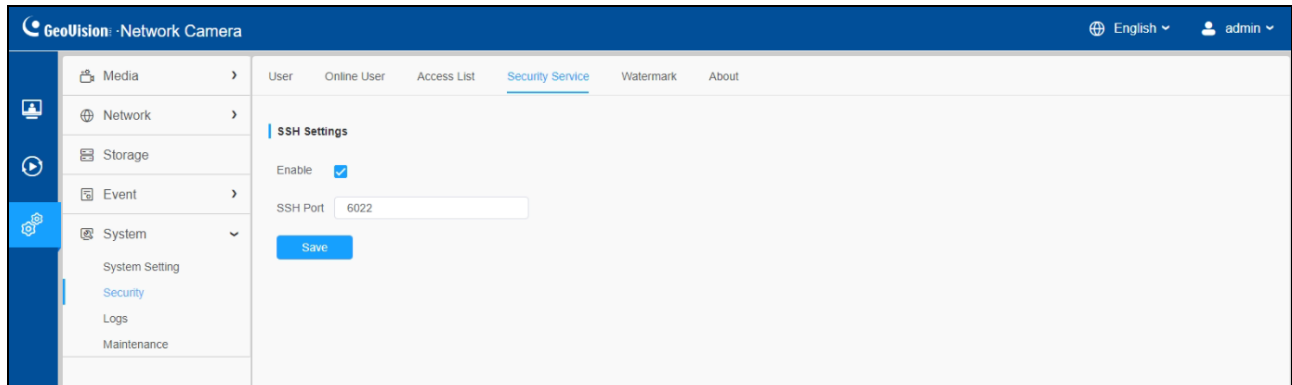 GeoVision: -Network Camera
English
admin
Media
User Online User Access List Security Service Watermark About
Network
SSH Settings
Storage
Enable
Event
SSH Port 6022
System
Save
System Setting
Security
Logs
Maintenance